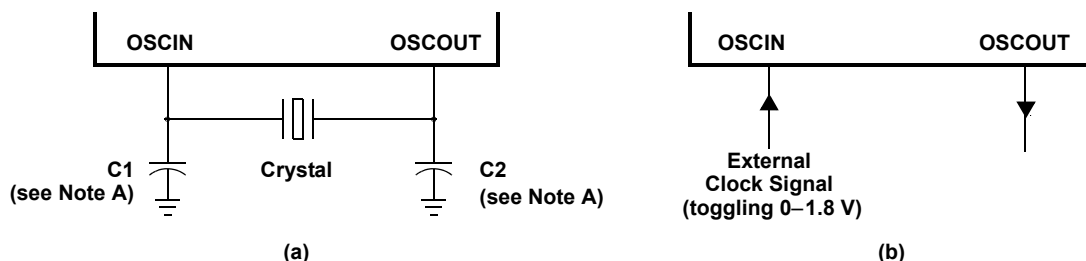 OSCIN OSCOUT
C1
(see Note A)
Crystal
C2
(see Note A)
(a)
OSCIN OSCOUT
External
Clock Signal
(toggling 0–1.8 V)
(b)